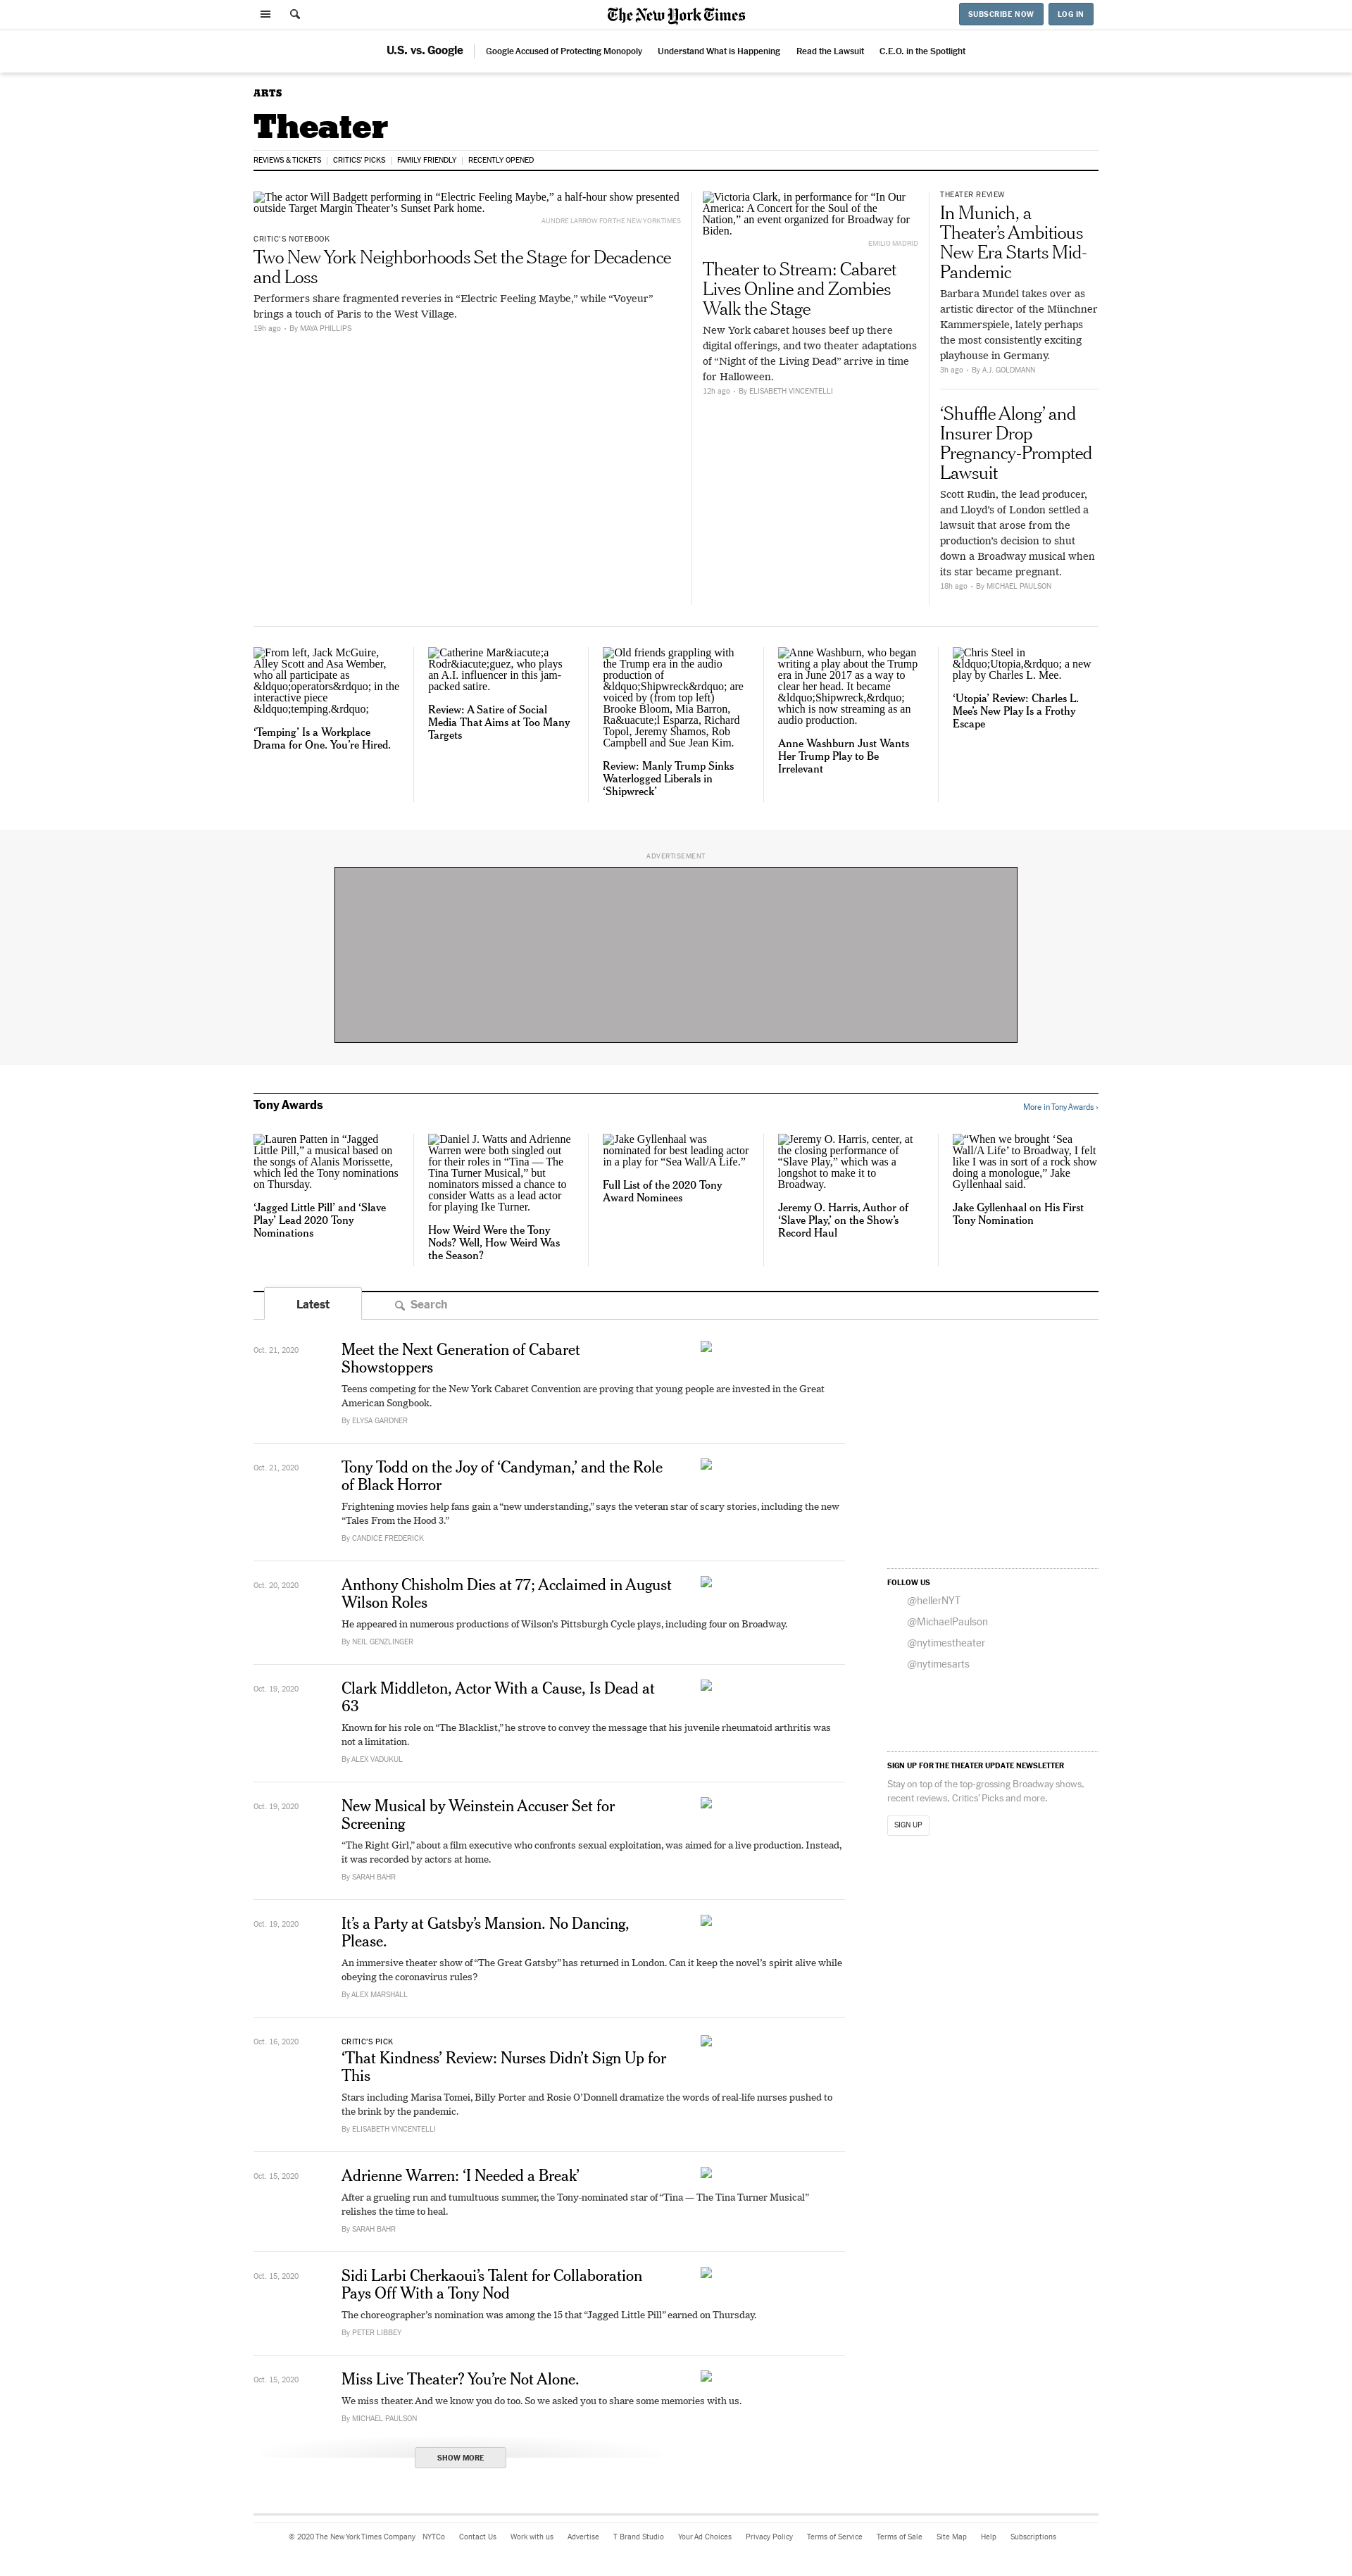 The New York Times
SUBSCRIBE NOW
LOG IN
U.S. vs. Google
Google Accused of Protecting Monopoly
Understand What is Happening
Read the Lawsuit
C.E.O. in the Spotlight
ARTS
Theater
REVIEWS & TICKETS
CRITICS' PICKS
FAMILY FRIENDLY
RECENTLY OPENED
The actor Will Badgett performing in “Electric Feeling Maybe,” a half-hour show presented
outside Target Margin Theater’s Sunset Park home.
AUNDRE LARROW FOR THE NEW YORK TIMES
CRITIC’S NOTEBOOK
Two New York Neighborhoods Set the Stage for Decadence
and Loss
Performers share fragmented reveries in “Electric Feeling Maybe,” while “Voyeur”
brings a touch of Paris to the West Village.
19h ago • By MAYA PHILLIPS
Victoria Clark, in performance for “In Our
America: A Concert for the Soul of the
Nation,” an event organized for Broadway for
Biden.
EMILIO MADRID
Theater to Stream: Cabaret
Lives Online and Zombies
Walk the Stage
New York cabaret houses beef up there
digital offerings, and two theater adaptations
of “Night of the Living Dead” arrive in time
for Halloween.
12h ago • By ELISABETH VINCENTELLI
THEATER REVIEW
In Munich, a
Theater’s Ambitious
New Era Starts Mid-
Pandemic
Barbara Mundel takes over as
artistic director of the Münchner
Kammerspiele, lately perhaps
the most consistently exciting
playhouse in Germany.
3h ago • By A.J. GOLDMANN
‘Shuffle Along’ and
Insurer Drop
Pregnancy-Prompted
Lawsuit
Scott Rudin, the lead producer,
and Lloyd’s of London settled a
lawsuit that arose from the
production’s decision to shut
down a Broadway musical when
its star became pregnant.
18h ago • By MICHAEL PAULSON
From left, Jack McGuire,
Alley Scott and Asa Wember,
who all participate as
&ldquo;operators&rdquo; in the
interactive piece
&ldquo;temping.&rdquo;
‘Temping’ Is a Workplace
Drama for One. You’re Hired.
Catherine Mar&iacute;a
Rodr&iacute;guez, who plays
an A.I. influencer in this jam-
packed satire.
Review: A Satire of Social
Media That Aims at Too Many
Targets
Old friends grappling with
the Trump era in the audio
production of
&ldquo;Shipwreck&rdquo; are
voiced by (from top left)
Brooke Bloom, Mia Barron,
Ra&uacute;l Esparza, Richard
Topol, Jeremy Shamos, Rob
Campbell and Sue Jean Kim.
Review: Manly Trump Sinks
Waterlogged Liberals in
‘Shipwreck’
Anne Washburn, who began
writing a play about the Trump
era in June 2017 as a way to
clear her head. It became
&ldquo;Shipwreck,&rdquo;
which is now streaming as an
audio production.
Anne Washburn Just Wants
Her Trump Play to Be
Irrelevant
Chris Steel in
&ldquo;Utopia,&rdquo; a new
play by Charles L. Mee.
‘Utopia’ Review: Charles L.
Mee’s New Play Is a Frothy
Escape
ADVERTISEMENT
Tony Awards
More in Tony Awards ›
Lauren Patten in “Jagged
Little Pill,” a musical based on
the songs of Alanis Morissette,
which led the Tony nominations
on Thursday.
‘Jagged Little Pill’ and ‘Slave
Play’ Lead 2020 Tony
Nominations
Daniel J. Watts and Adrienne
Warren were both singled out
for their roles in “Tina — The
Tina Turner Musical,” but
nominators missed a chance to
consider Watts as a lead actor
for playing Ike Turner.
How Weird Were the Tony
Nods? Well, How Weird Was
the Season?
Jake Gyllenhaal was
nominated for best leading actor
in a play for “Sea Wall/A Life.”
Full List of the 2020 Tony
Award Nominees
Jeremy O. Harris, center, at
the closing performance of
“Slave Play,” which was a
longshot to make it to
Broadway.
Jeremy O. Harris, Author of
‘Slave Play,’ on the Show’s
Record Haul
“When we brought ‘Sea
Wall/A Life’ to Broadway, I felt
like I was in sort of a rock show
doing a monologue,” Jake
Gyllenhaal said.
Jake Gyllenhaal on His First
Tony Nomination
Latest
Search
Oct. 21, 2020
Meet the Next Generation of Cabaret
Showstoppers
Teens competing for the New York Cabaret Convention are proving that young people are invested in the Great
American Songbook.
By ELYSA GARDNER
Oct. 21, 2020
Tony Todd on the Joy of ‘Candyman,’ and the Role
of Black Horror
Frightening movies help fans gain a “new understanding,” says the veteran star of scary stories, including the new
“Tales From the Hood 3.”
By CANDICE FREDERICK
Oct. 20, 2020
Anthony Chisholm Dies at 77; Acclaimed in August
Wilson Roles
He appeared in numerous productions of Wilson’s Pittsburgh Cycle plays, including four on Broadway.
By NEIL GENZLINGER
Oct. 19, 2020
Clark Middleton, Actor With a Cause, Is Dead at
63
Known for his role on “The Blacklist,” he strove to convey the message that his juvenile rheumatoid arthritis was
not a limitation.
By ALEX VADUKUL
Oct. 19, 2020
New Musical by Weinstein Accuser Set for
Screening
“The Right Girl,” about a film executive who confronts sexual exploitation, was aimed for a live production. Instead,
it was recorded by actors at home.
By SARAH BAHR
Oct. 19, 2020
It’s a Party at Gatsby’s Mansion. No Dancing,
Please.
An immersive theater show of “The Great Gatsby” has returned in London. Can it keep the novel’s spirit alive while
obeying the coronavirus rules?
By ALEX MARSHALL
Oct. 16, 2020
CRITIC’S PICK
‘That Kindness’ Review: Nurses Didn’t Sign Up for
This
Stars including Marisa Tomei, Billy Porter and Rosie O’Donnell dramatize the words of real-life nurses pushed to
the brink by the pandemic.
By ELISABETH VINCENTELLI
Oct. 15, 2020
Adrienne Warren: ‘I Needed a Break’
After a grueling run and tumultuous summer, the Tony-nominated star of “Tina — The Tina Turner Musical”
relishes the time to heal.
By SARAH BAHR
Oct. 15, 2020
Sidi Larbi Cherkaoui’s Talent for Collaboration
Pays Off With a Tony Nod
The choreographer’s nomination was among the 15 that “Jagged Little Pill” earned on Thursday.
By PETER LIBBEY
Oct. 15, 2020
Miss Live Theater? You’re Not Alone.
We miss theater. And we know you do too. So we asked you to share some memories with us.
By MICHAEL PAULSON
SHOW MORE
FOLLOW US
@hellerNYT
@MichaelPaulson
@nytimestheater
@nytimesarts
SIGN UP FOR THE THEATER UPDATE NEWSLETTER
Stay on top of the top-grossing Broadway shows,
recent reviews, Critics’ Picks and more.
SIGN UP
© 2020 The New York Times Company
NYTCo
Contact Us
Work with us
Advertise
T Brand Studio
Your Ad Choices
Privacy Policy
Terms of Service
Terms of Sale
Site Map
Help
Subscriptions